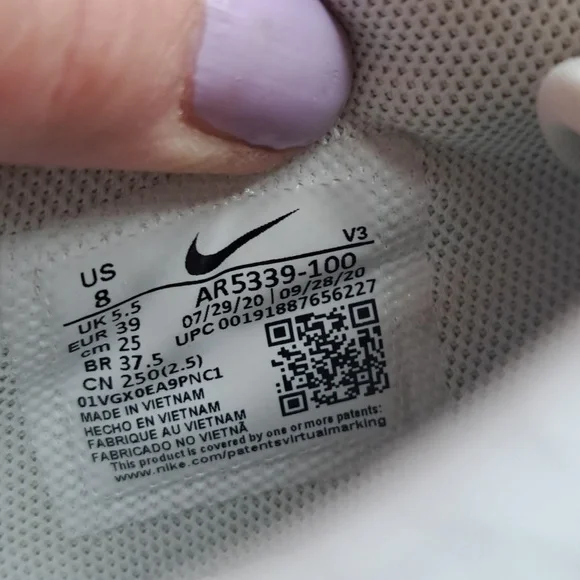 V3
US
8
AR5339-100
UK 5.5
07/29/20 | 09/28/20
EUR 39
UPC 00191887656227
cm 25
BR 37.5
CN 250(2.5)
01VGX0EA9PNC1
MADE IN VIETNAM
HECHO EN VIETNAM
FABRIQUE AU VIETNAM
FABRICADO NO VIETNÃ
This product is covered by one or more patents:
www.nike.com/patentsvirtualmarking